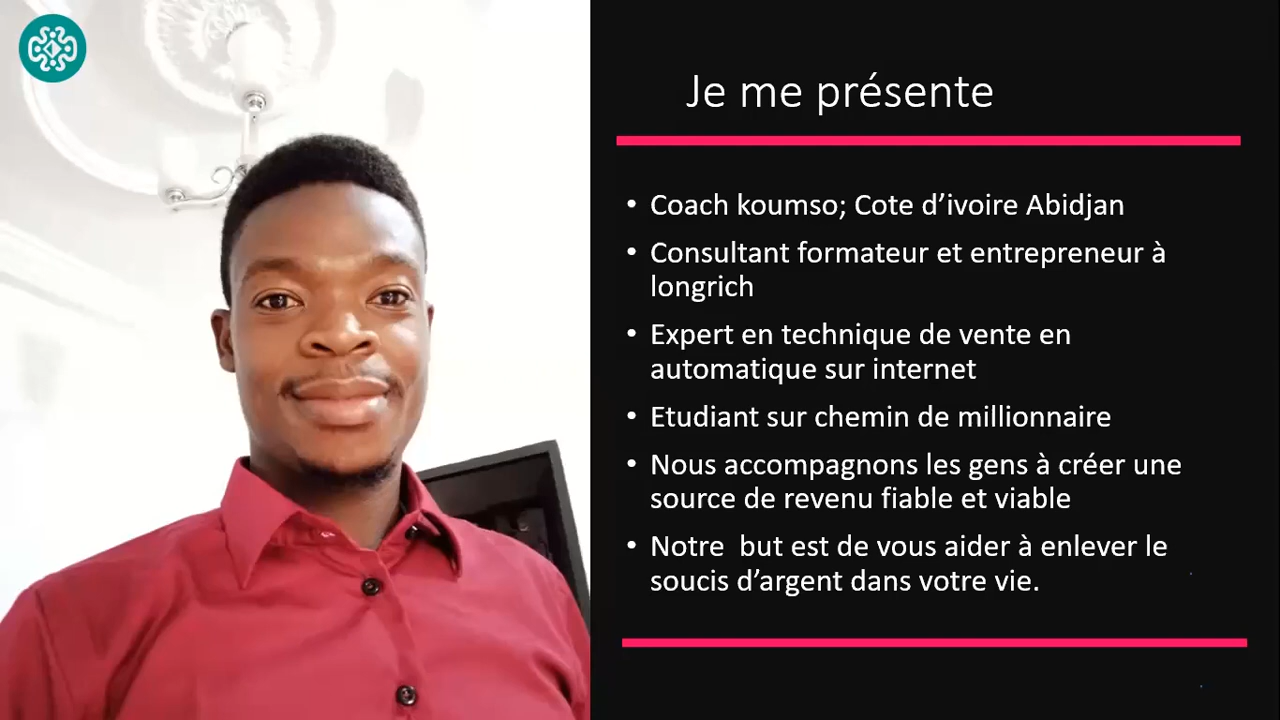 Je me présente
• Coach koumso; Cote d’ivoire Abidjan
• Consultant formateur et entrepreneur à
longrich
• Expert en technique de vente en
automatique sur internet
• Etudiant sur chemin de millionnaire
• Nous accompagnons les gens à créer une
source de revenu fiable et viable
• Notre  but est de vous aider à enlever le
soucis d’argent dans votre vie.